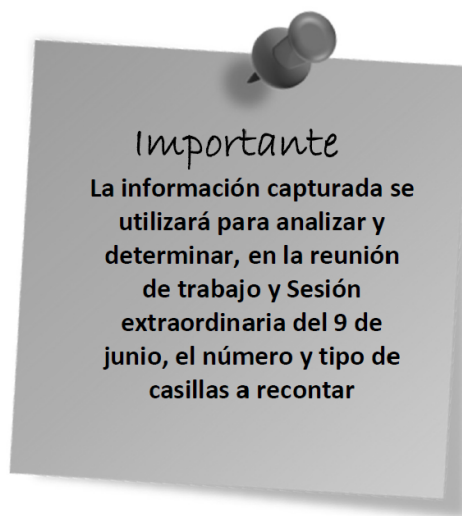 Importante
La información capturada se
utilizará para analizar y
determinar, en la reunión
de trabajo y Sesión
extraordinaria del 9 de
junio, el número y tipo de
casillas a recontar